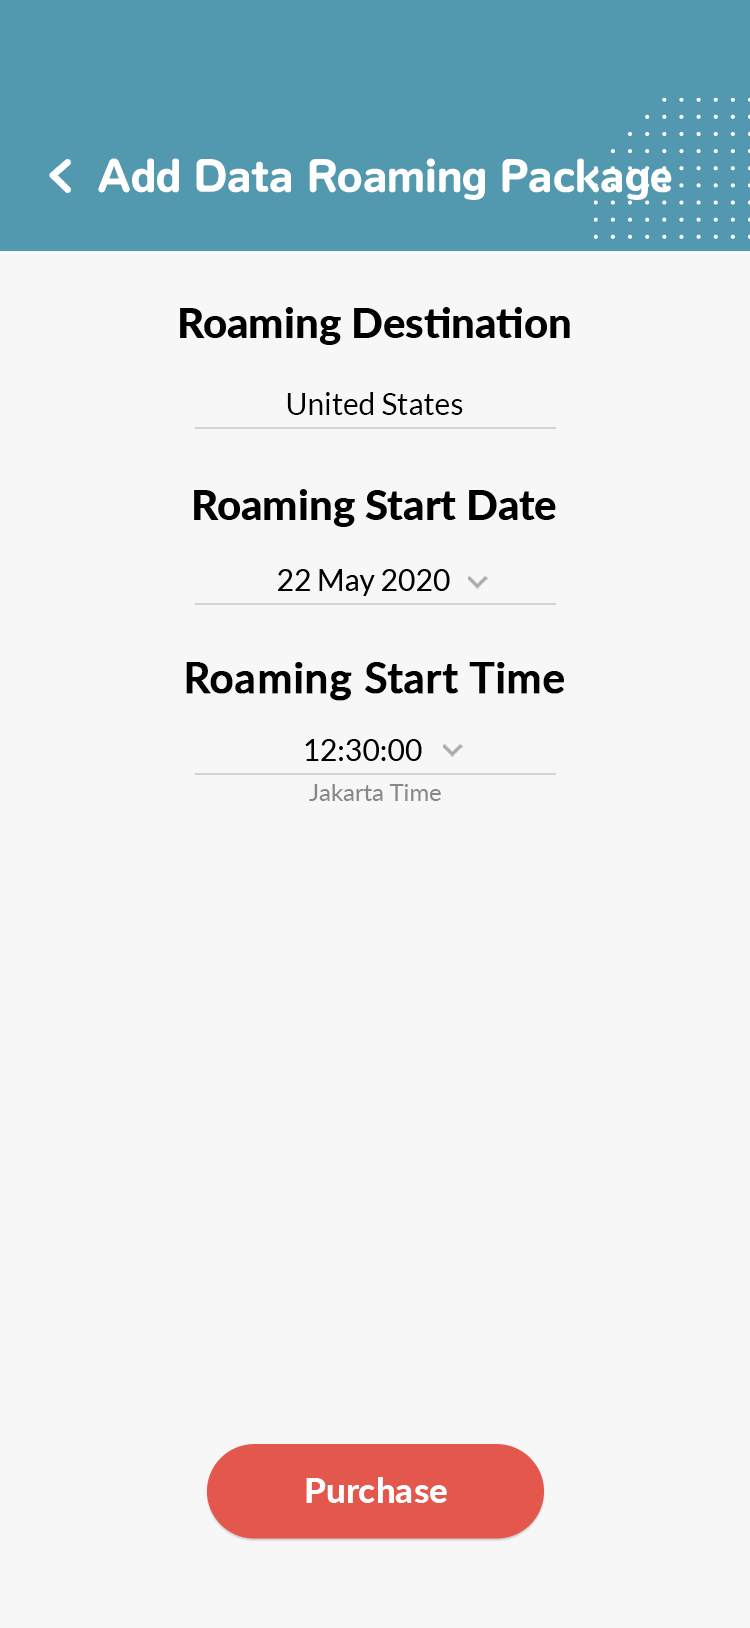 Add Data Roaming Package
Roaming Destination
United States
Roaming Start Date
22 May 2020
Roaming Start Time
12:30:00
Jakarta Time
Purchase